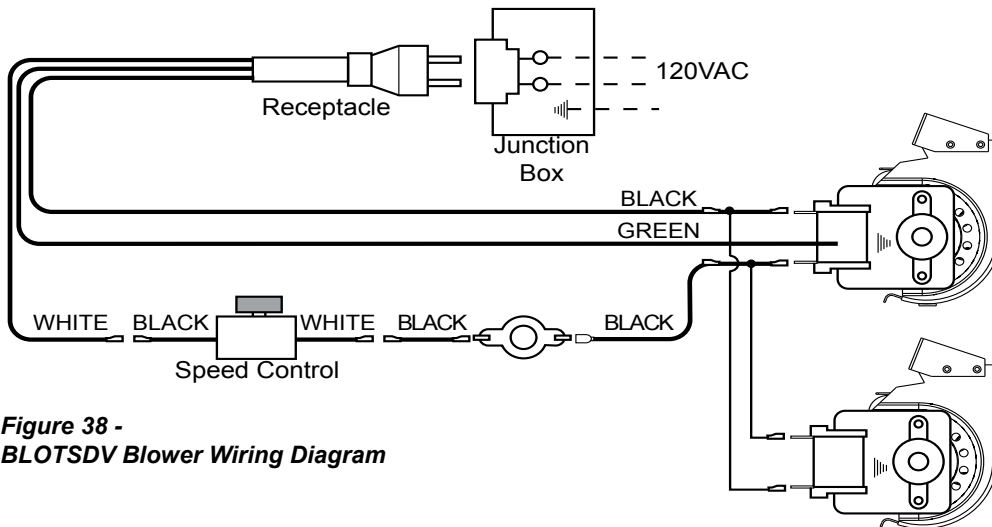 120VAC
Receptacle
Junction
Box
BLACK
GREEN
WHITE BLACK WHITE BLACK BLACK
Speed Control
Figure 38 -
BLOTSDV Blower Wiring Diagram